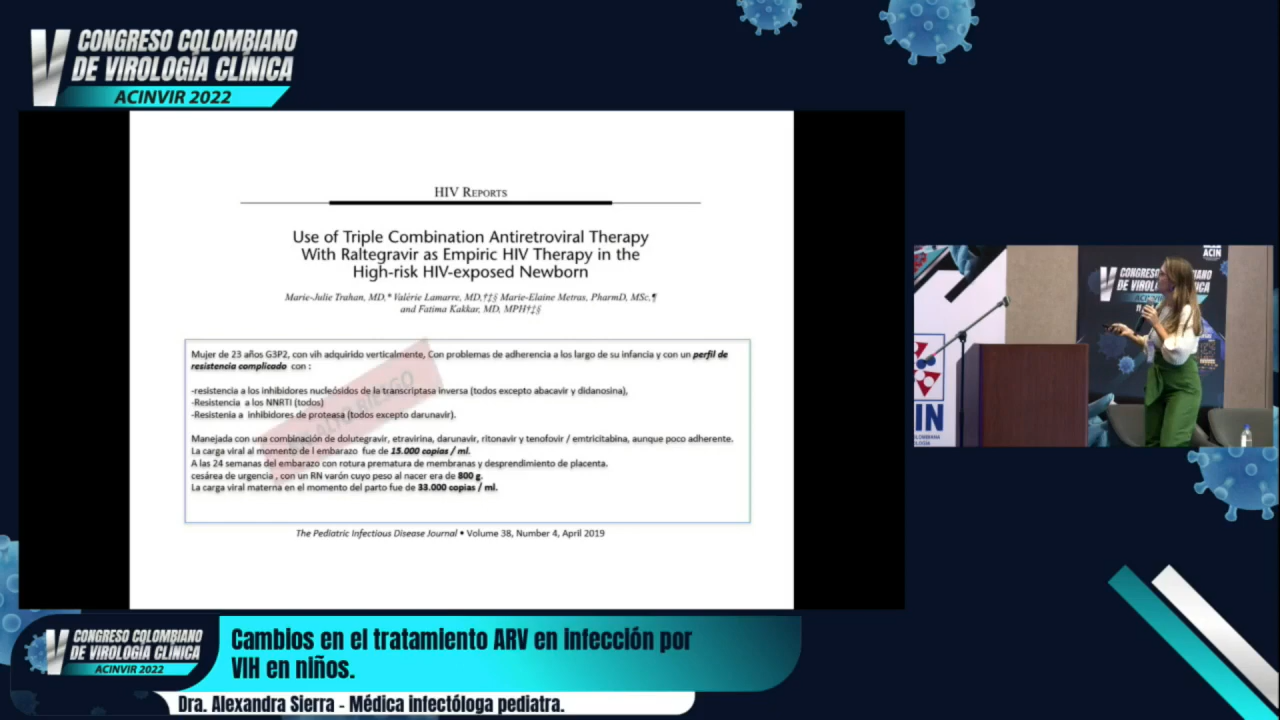 V CONGRESO COLOMBIANO
DE VIROLOGÍA CLÍNICA
ACINVIR 2022
HIV REPORTS
Use of Triple Combination Antiretroviral Therapy
With Raltegravir as Empiric HIV Therapy in the
High-risk HIV-exposed Newborn
Marie-Julie Trahan, MD,* Valérie Lamarre, MD,†‡§ Marie-Elaine Metras, PharmD, MSc,¶
and Fatima Kakkar, MD, MPH†‡§
Mujer de 23 años G3P2, con vih adquirido verticalmente, Con problemas de adherencia a los largo de su infancia y con un perfil de
resistencia complicado con :
-resistencia a los inhibidores nucleósidos de la transcriptasa inversa (todos excepto abacavir y didanosina),
-Resistencia a los NNRTI (todos)
-Resistenia a inhibidores de proteasa (todos excepto darunavir).
Manejada con una combinación de dolutegravir, etravirina, darunavir, ritonavir y tenofovir / emtricitabina, aunque poco adherente.
La carga viral al momento de l embarazo fue de 15.000 copias / ml.
A las 24 semanas del embarazo con rotura prematura de membranas y desprendimiento de placenta.
cesárea de urgencia , con un RN varón cuyo peso al nacer era de 800 g.
La carga viral materna en el momento del parto fue de 33.000 copias / ml.
The Pediatric Infectious Disease Journal • Volume 38, Number 4, April 2019
ACIN
V CONGRESO
DE VIROL
IN
COLOMBIANA
V CONGRESO COLOMBIANO
DE VIROLOGÍA CLÍNICA
ACINVIR 2022
Cambios en el tratamiento ARV en infección por
VIH en niños.
Dra. Alexandra Sierra - Médica infectóloga pediatra.